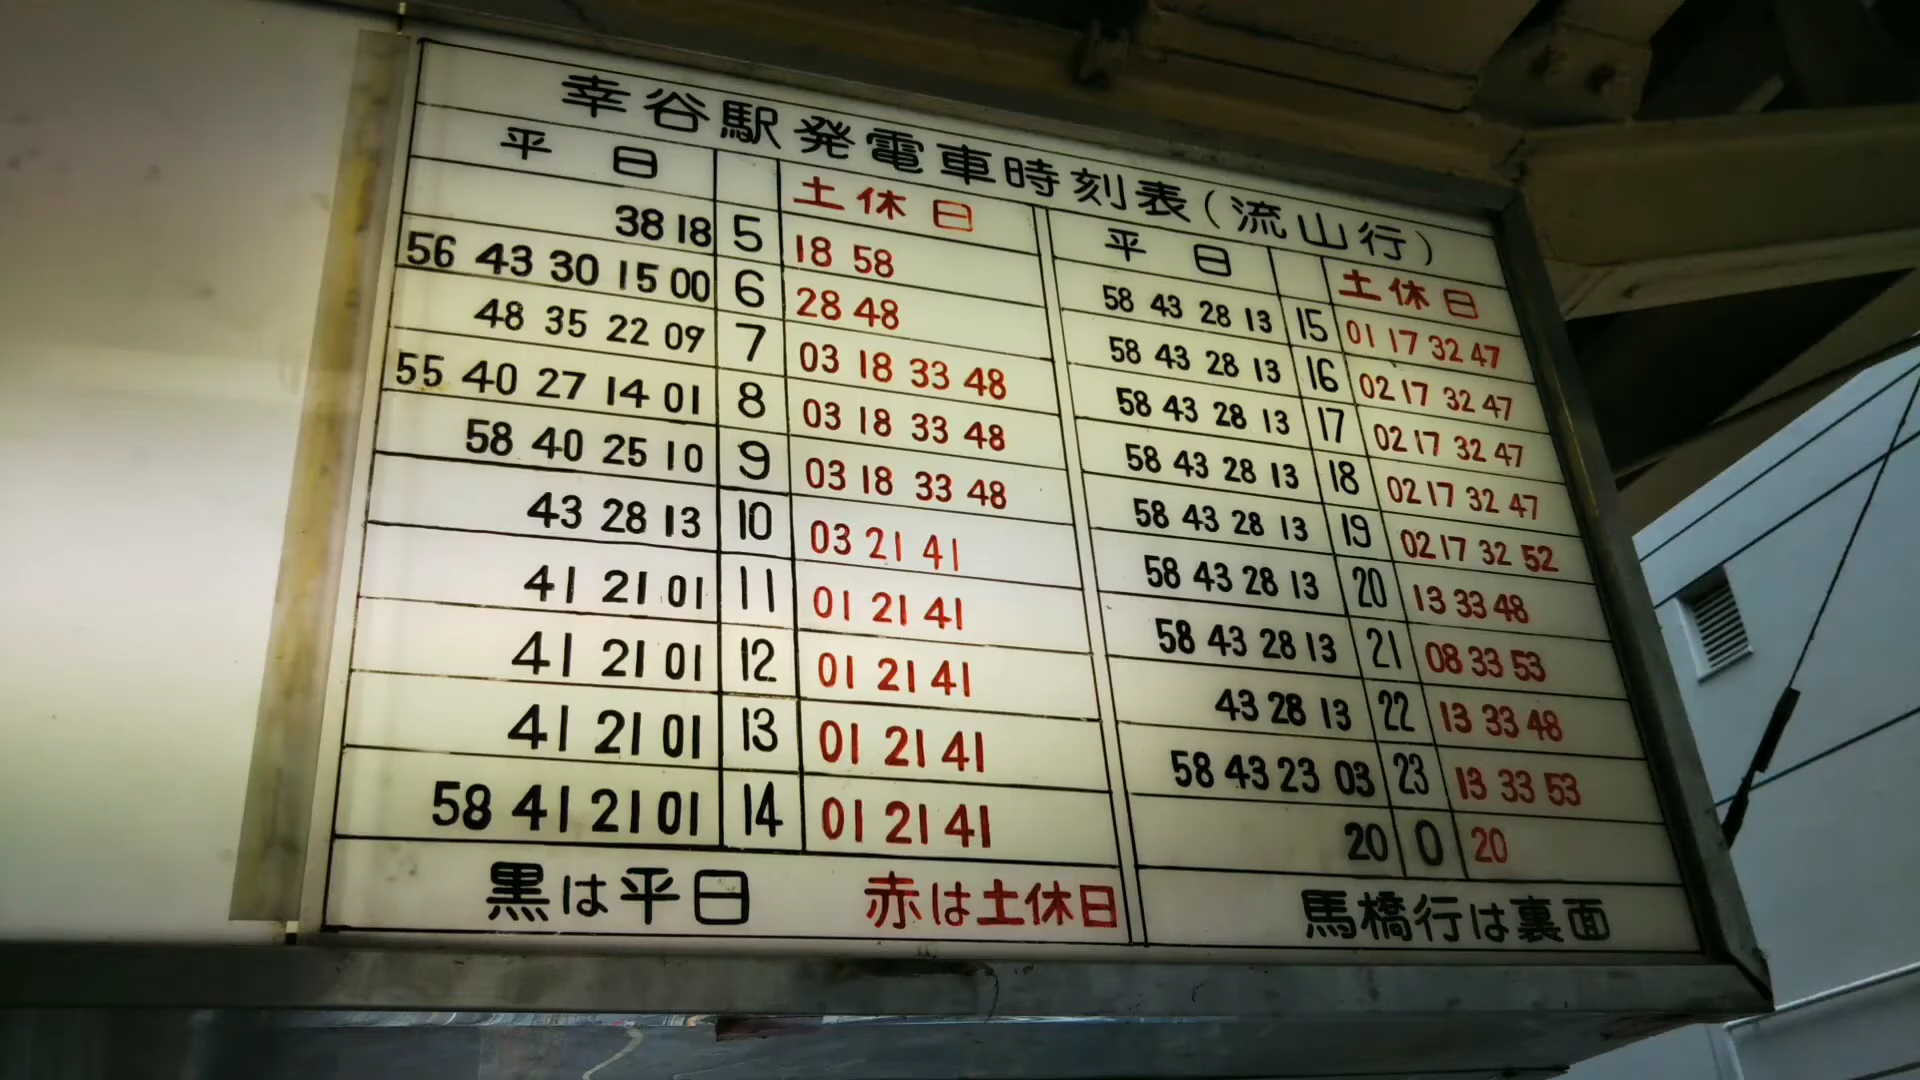 幸谷駅発電車時刻表(流山行)
平日 土休日
38 18 5 18 58
56 43 30 15 00 6 28 48
48 35 22 09 7 03 18 33 48
55 40 27 14 01 8 03 18 33 48
58 40 25 10 9 03 18 33 48
43 28 13 10 03 21 41
41 21 01 11 01 21 41
41 21 01 12 01 21 41
41 21 01 13 01 21 41
58 41 21 01 14 01 21 41
黒は平日 赤は土休日
平日 土休日
58 43 28 13 15 01 17 32 47
58 43 28 13 16 02 17 32 47
58 43 28 13 17 02 17 32 47
58 43 28 13 18 02 17 32 47
58 43 28 13 19 02 17 32 52
58 43 28 13 20 13 33 48
58 43 28 13 21 08 33 53
43 28 13 22 13 33 48
58 43 23 03 23 13 33 53
20 0 20
馬橋行は裏面